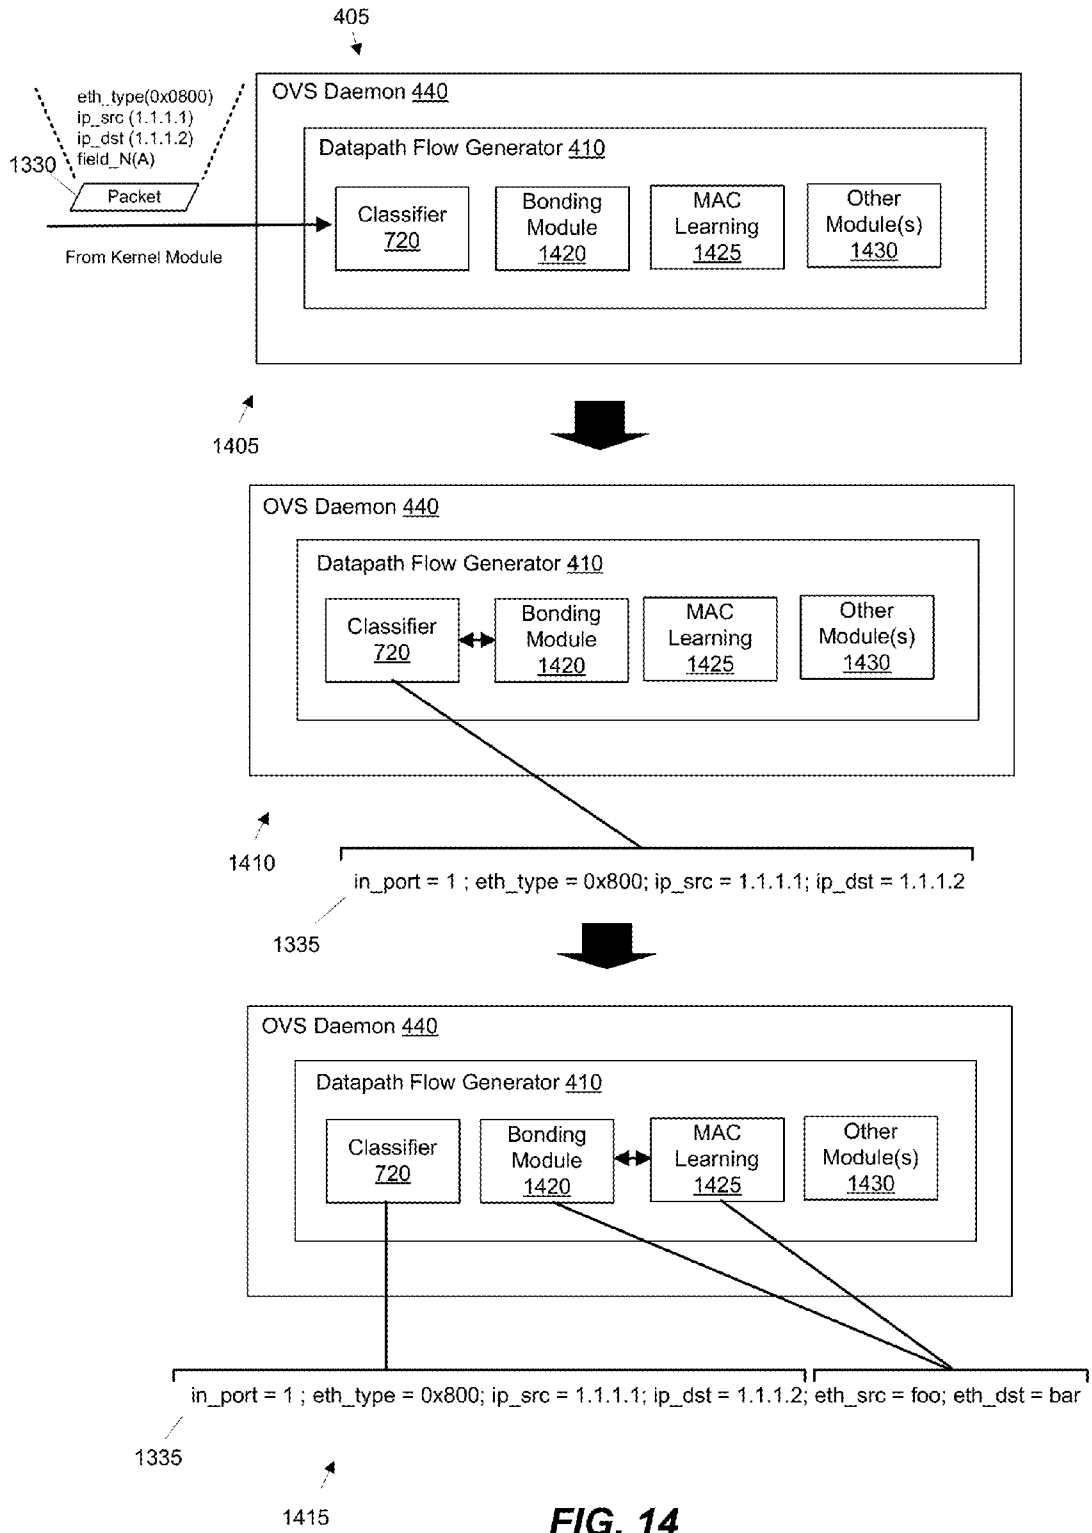 405
eth_type(0x0800)
ip_src (1.1.1.1)
ip_dst (1.1.1.2)
field_N(A)
1330
Packet
From Kernel Module
OVS Daemon 440
Datapath Flow Generator 410
Classifier
720
Bonding
Module
1420
MAC
Learning
1425
Other
Module(s)
1430
1405
OVS Daemon 440
Datapath Flow Generator 410
Classifier
720
Bonding
Module
1420
MAC
Learning
1425
Other
Module(s)
1430
1410
in_port = 1 ; eth_type = 0x800; ip_src = 1.1.1.1; ip_dst = 1.1.1.2
1335
OVS Daemon 440
Datapath Flow Generator 410
Classifier
720
Bonding
Module
1420
MAC
Learning
1425
Other
Module(s)
1430
in_port = 1 ; eth_type = 0x800; ip_src = 1.1.1.1; ip_dst = 1.1.1.2; eth_src = foo; eth_dst = bar
1335
1415
FIG. 14